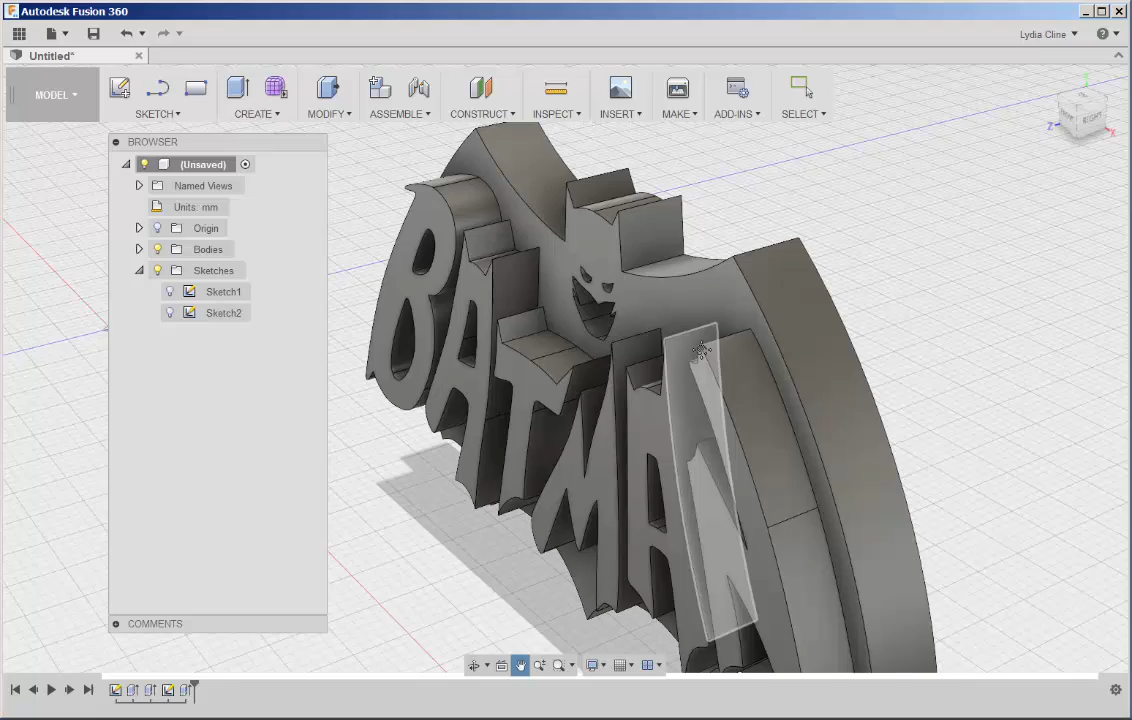 Autodesk Fusion 360
Lydia Cline
Untitled*
MODEL
SKETCH
CREATE
MODIFY
ASSEMBLE
CONSTRUCT
INSPECT
INSERT
MAKE
ADD-INS
SELECT
BROWSER
(Unsaved)
Named Views
Units: mm
Origin
Bodies
Sketches
Sketch1
Sketch2
COMMENTS
BATMAN
RIGHT
Z
X